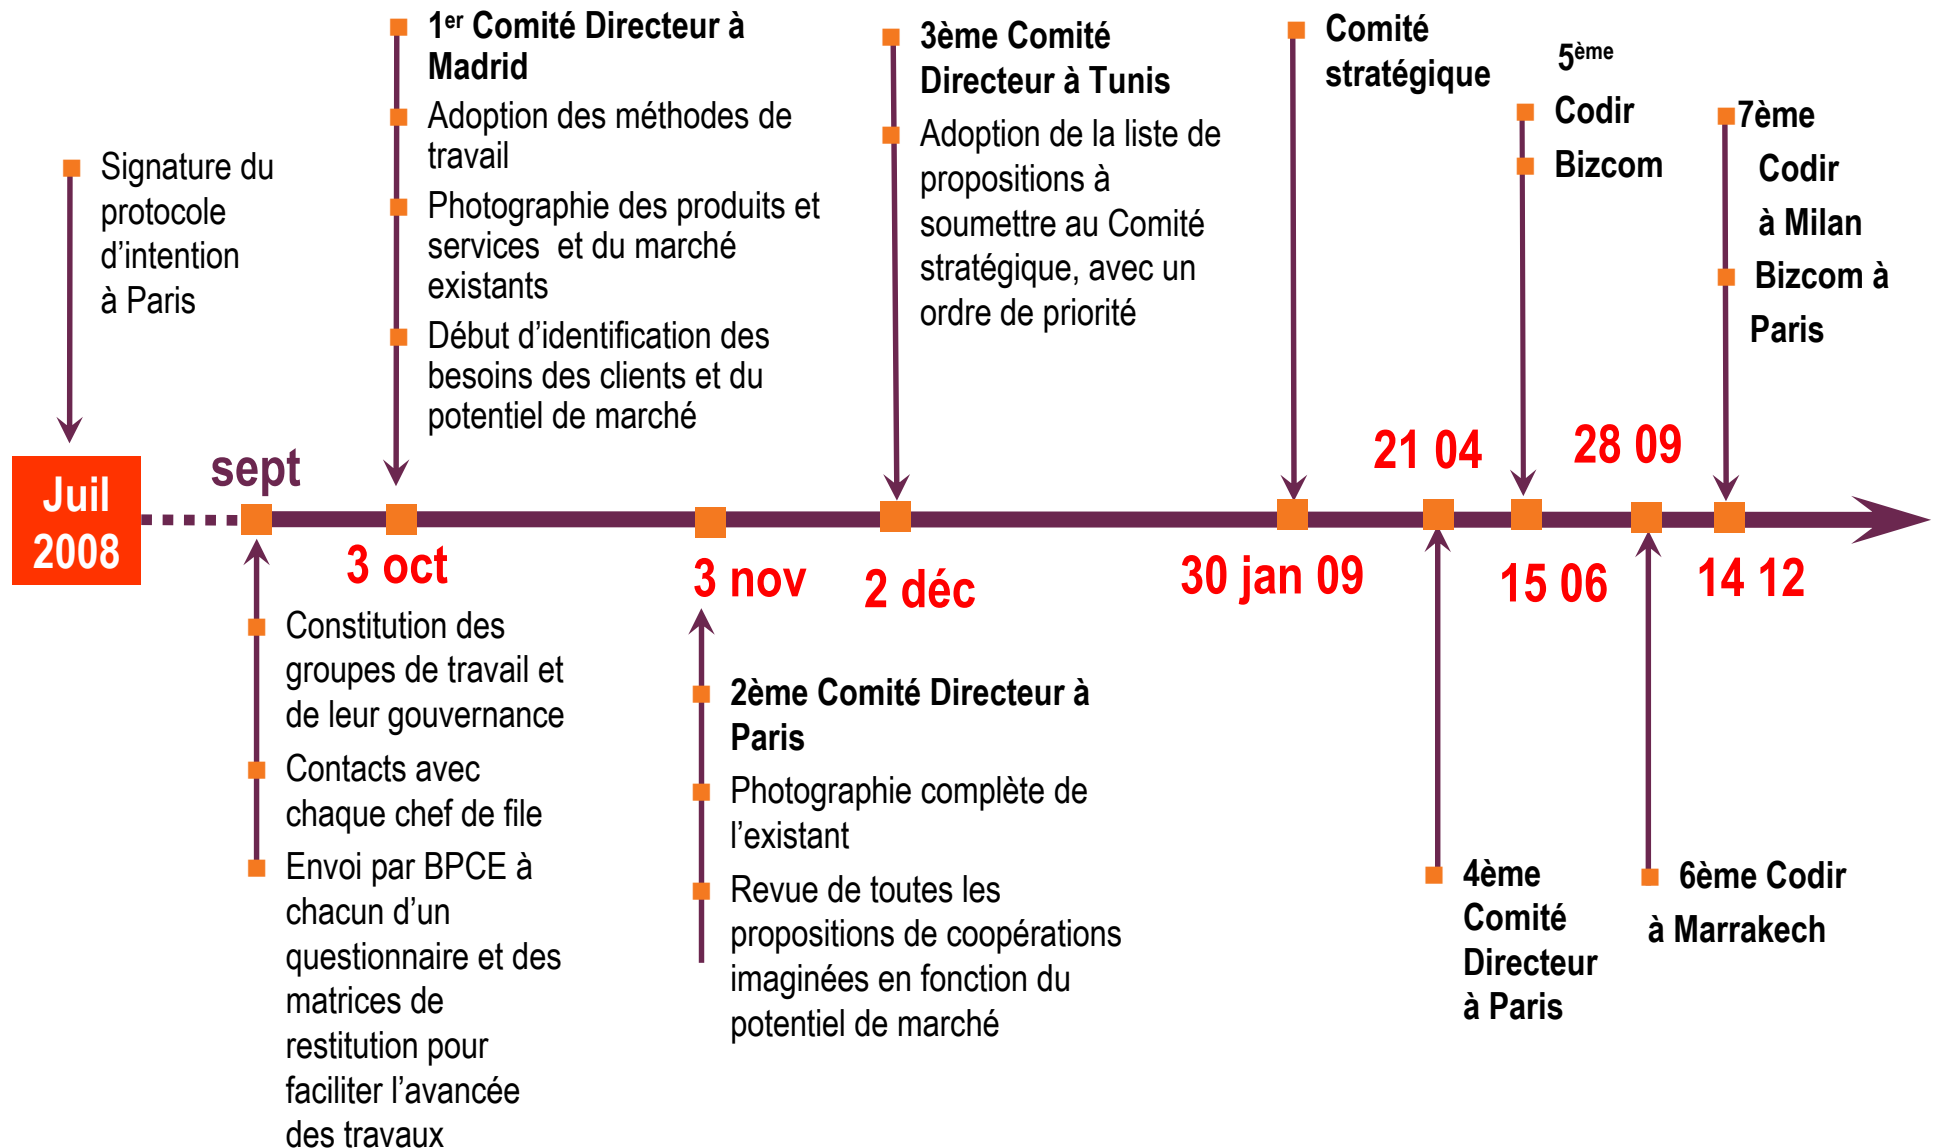 Signature du
protocole
d’intention
à Paris
Juil
2008
sept
Constitution des
groupes de travail et
de leur gouvernance
Contacts avec
chaque chef de file
Envoi par BPCE à
chacun d’un
questionnaire et des
matrices de
restitution pour
faciliter l’avancée
des travaux
1er Comité Directeur à
Madrid
Adoption des méthodes de
travail
Photographie des produits et
services  et du marché
existants
Début d’identification des
besoins des clients et du
potentiel de marché
3 oct
3 nov
2ème Comité Directeur à
Paris
Photographie complète de
l’existant
Revue de toutes les
propositions de coopérations
imaginées en fonction du
potentiel de marché
3ème Comité
Directeur à Tunis
Adoption de la liste de
propositions à
soumettre au Comité
stratégique, avec un
ordre de priorité
2 déc
Comité
stratégique
30 jan 09
21 04
4ème
Comité
Directeur
à Paris
5ème
Codir
Bizcom
15 06
28 09
6ème Codir
à Marrakech
7ème
Codir
à Milan
Bizcom à
Paris
14 12